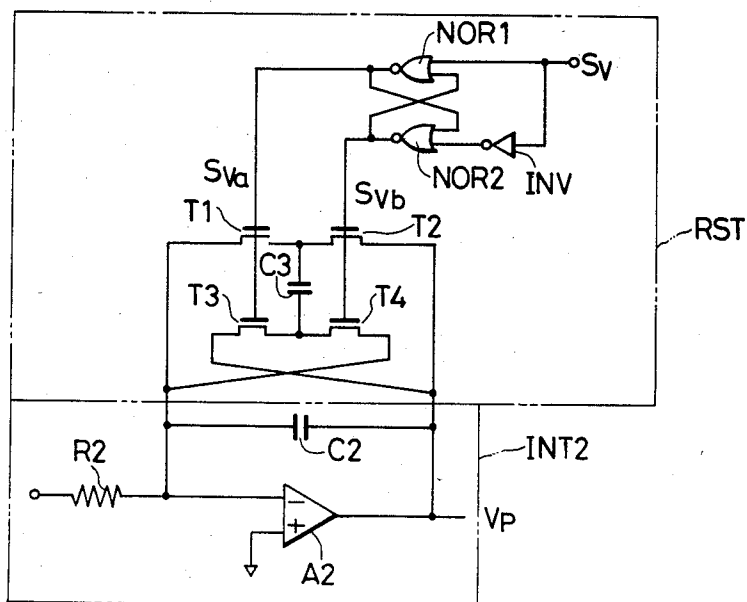 NOR1
SV
SVa
NOR2
INV
SVb
T1
T2
RST
C3
T3
T4
C2
INT2
R2
−
+
VP
A2